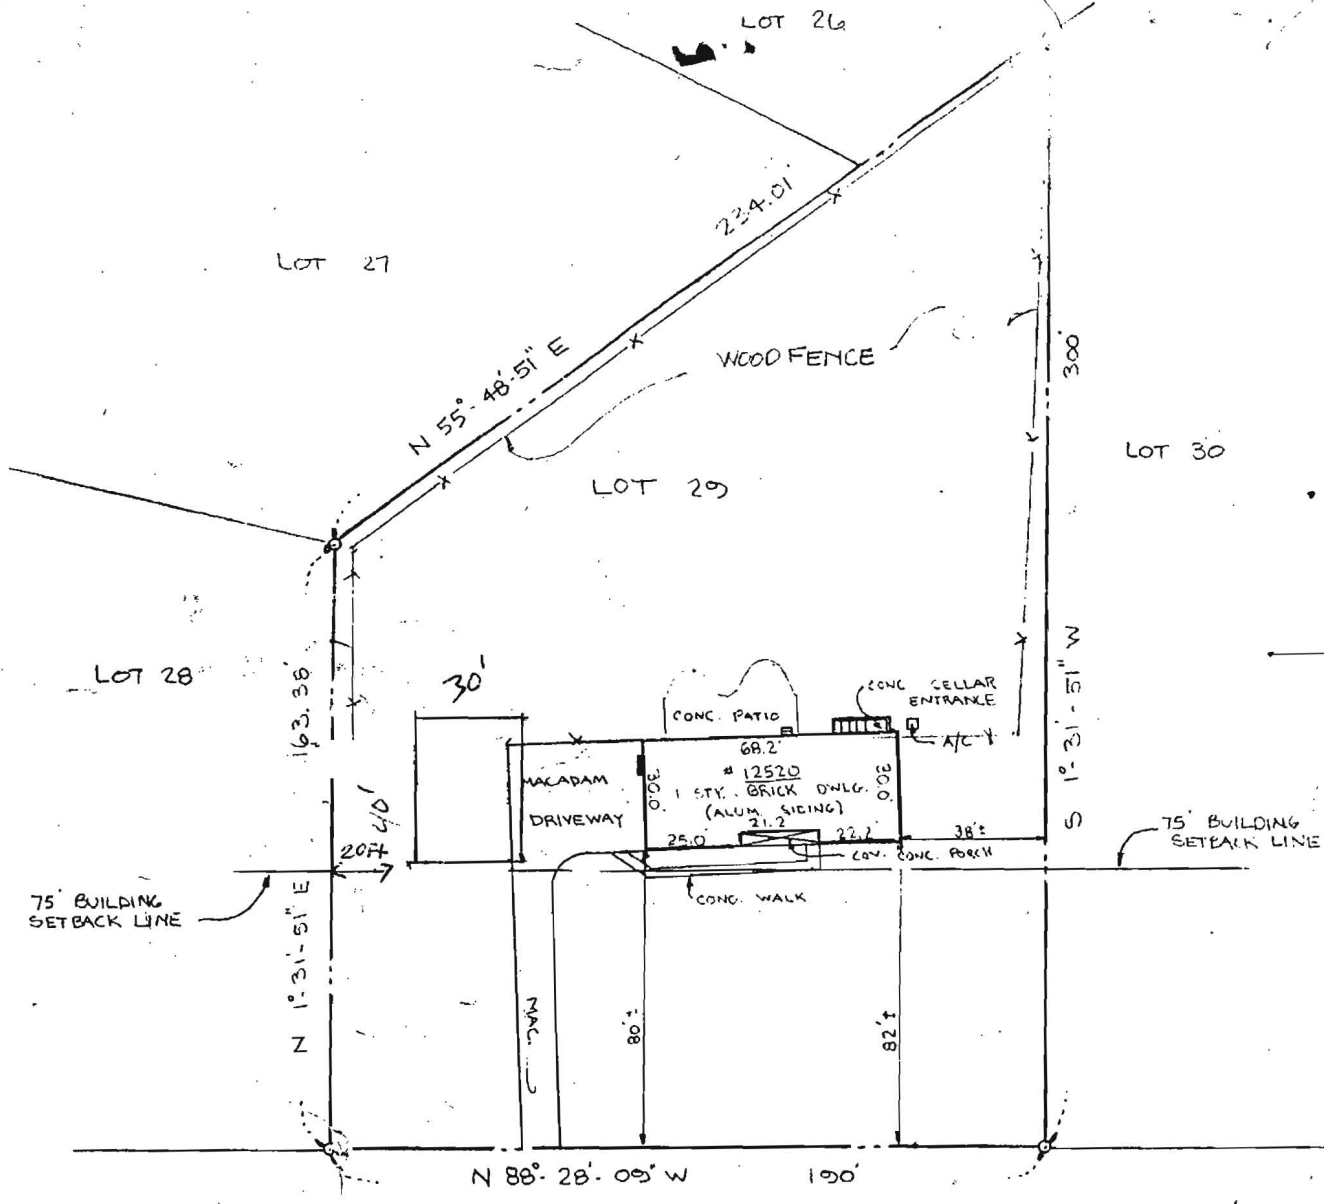 LOT 26
234.01'
LOT 27
N 55°-48'-51" E
WOOD FENCE
300'
LOT 30
LOT 29
LOT 28
163.38'
30'
CONC. CELLAR
ENTRANCE
CONC. PATIO
A/C
68.2'
MACADAM
DRIVEWAY
30.0
# 12520
1 STY. BRICK DWLG.
(ALUM. SIDING)
30.0
21.2
25.0'
22.2'
38'±
S 1°-31'-51" W
40'
20Ft
COV. CONC. PORCH
75' BUILDING
SETBACK LINE
75' BUILDING
SETBACK LINE
CONC. WALK
N 1°-31'-51" E
MAC.
80'±
82'±
N 88°-28'-09" W
190'